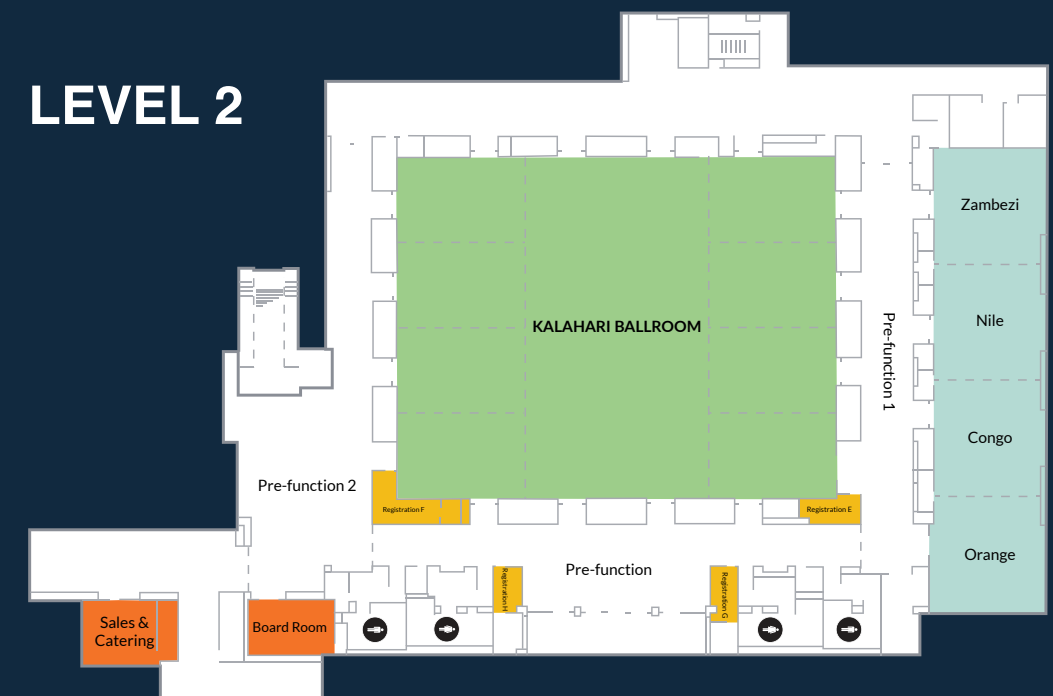 LEVEL 2
Zambezi
KALAHARI BALLROOM
Nile
Pre-function 1
Congo
Pre-function 2
Registration F
Registration E
Orange
Pre-function
Registration H
Registration G
Sales &
Catering
Board Room